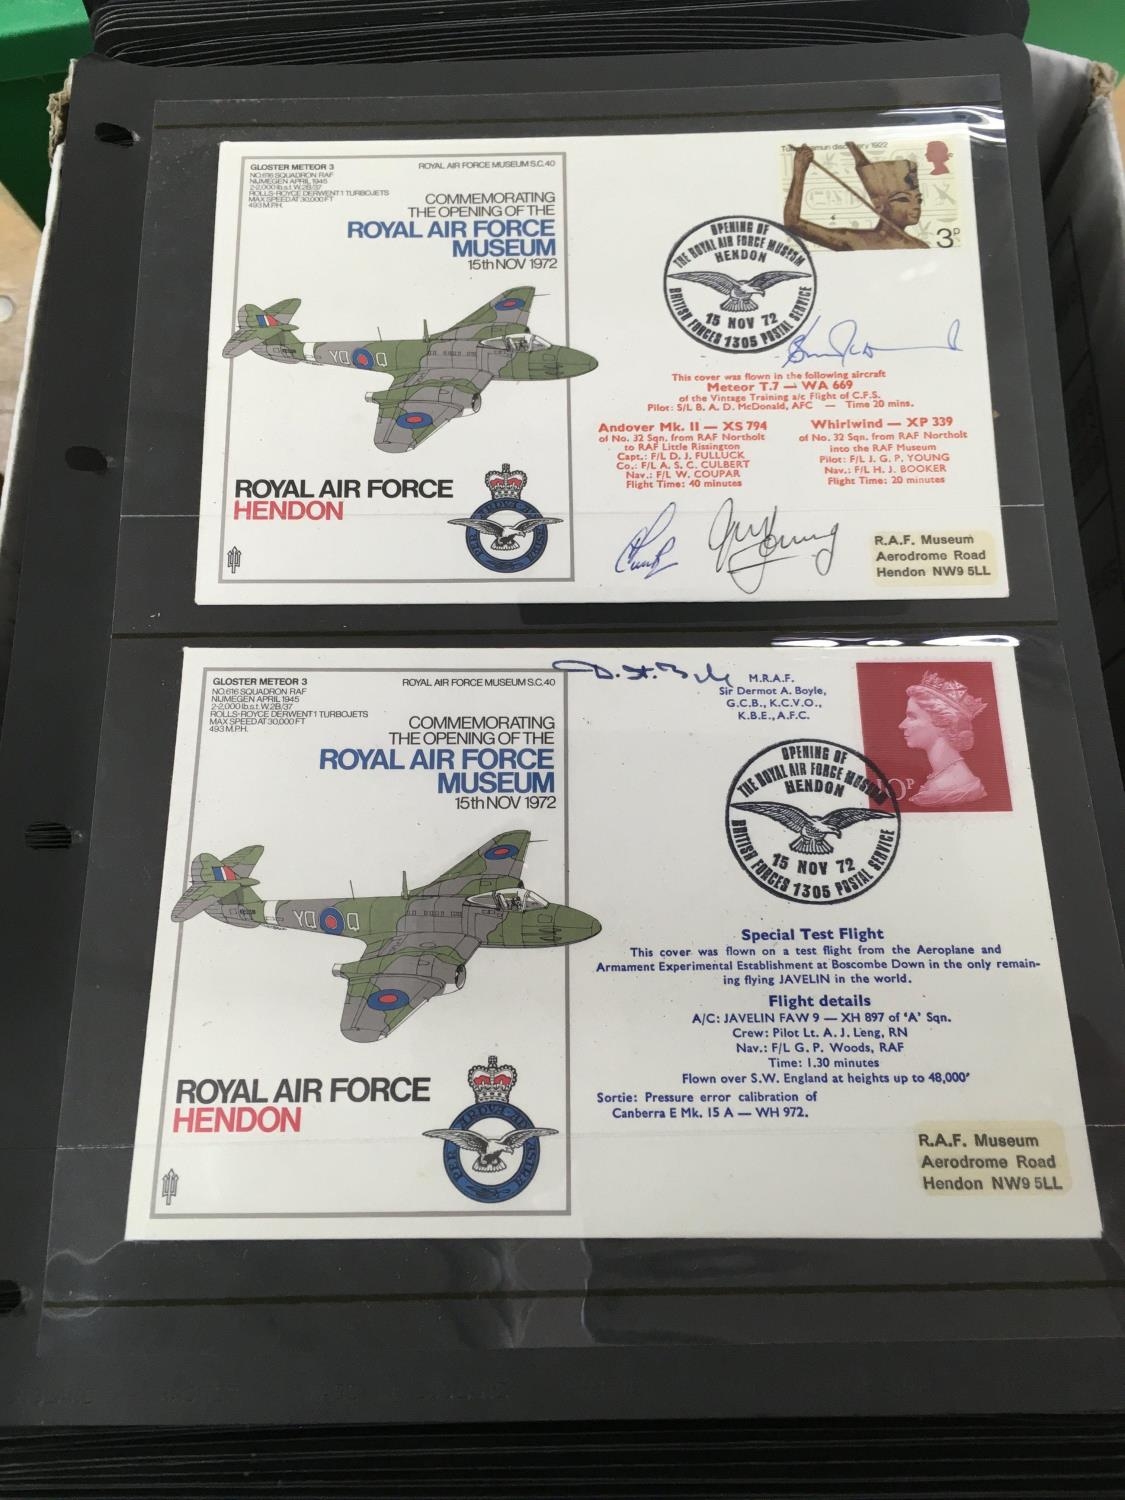 GLOSTER METEOR 3
NO.616 SQUADRON RAF
NIJMEGEN APRIL 1945
2-2,000lb.s.t. W.2B/37
ROLLS-ROYCE DERWENT 1 TURBOJETS
MAX SPEED AT 30,000FT
493 M.P.H.
ROYAL AIR FORCE MUSEUM S.C.40
COMMEMORATING
THE OPENING OF THE
ROYAL AIR FORCE
MUSEUM
15th NOV 1972
YQ Q
ROYAL AIR FORCE
HENDON
PER ARDVA AD ASTRA
3P
OPENING OF
THE ROYAL AIR FORCE MUSEUM
HENDON
15 NOV 72
BRITISH FORCES 1305 POSTAL SERVICE
This cover was flown in the following aircraft
Meteor T.7 — WA 669
of the Vintage Training a/c Flight of C.F.S.
Pilot: S/L B. A. D. McDonald, AFC — Time 20 mins.
Andover Mk. II — XS 794
of No. 32 Sqn. from RAF Northolt
to RAF Little Rissington
Capt.: F/L D. J. FULLUCK
Co.: F/L A. S. C. CULBERT
Nav.: F/L W. COUPAR
Flight Time: 40 minutes
Whirlwind — XP 339
of No. 32 Sqn. from RAF Northolt
into the RAF Museum
Pilot: F/L J. G. P. YOUNG
Nav.: F/L H. J. BOOKER
Flight Time: 20 minutes
Young
R.A.F. Museum
Aerodrome Road
Hendon NW9 5LL
GLOSTER METEOR 3
NO.616 SQUADRON RAF
NIJMEGEN APRIL 1945
2-2,000lb.s.t. W.2B/37
ROLLS-ROYCE DERWENT 1 TURBOJETS
MAX SPEED AT 30,000FT
493 M.P.H.
ROYAL AIR FORCE MUSEUM S.C.40
COMMEMORATING
THE OPENING OF THE
ROYAL AIR FORCE
MUSEUM
15th NOV 1972
YQ Q
ROYAL AIR FORCE
HENDON
PER ARDVA AD ASTRA
M.R.A.F.
Sir Dermot A. Boyle,
G.C.B., K.C.V.O.,
K.B.E., A.F.C.
OPENING OF
THE ROYAL AIR FORCE MUSEUM
HENDON
15 NOV 72
BRITISH FORCES 1305 POSTAL SERVICE
Special Test Flight
This cover was flown on a test flight from the Aeroplane and
Armament Experimental Establishment at Boscombe Down in the only remain-
ing flying JAVELIN in the world.
Flight details
A/C: JAVELIN FAW 9 — XH 897 of 'A' Sqn.
Crew: Pilot Lt. A. J. Leng, RN
Nav.: F/L G. P. Woods, RAF
Time: 1.30 minutes
Flown over S.W. England at heights up to 48,000'
Sortie: Pressure error calibration of
Canberra E Mk. 15 A — WH 972.
R.A.F. Museum
Aerodrome Road
Hendon NW9 5LL